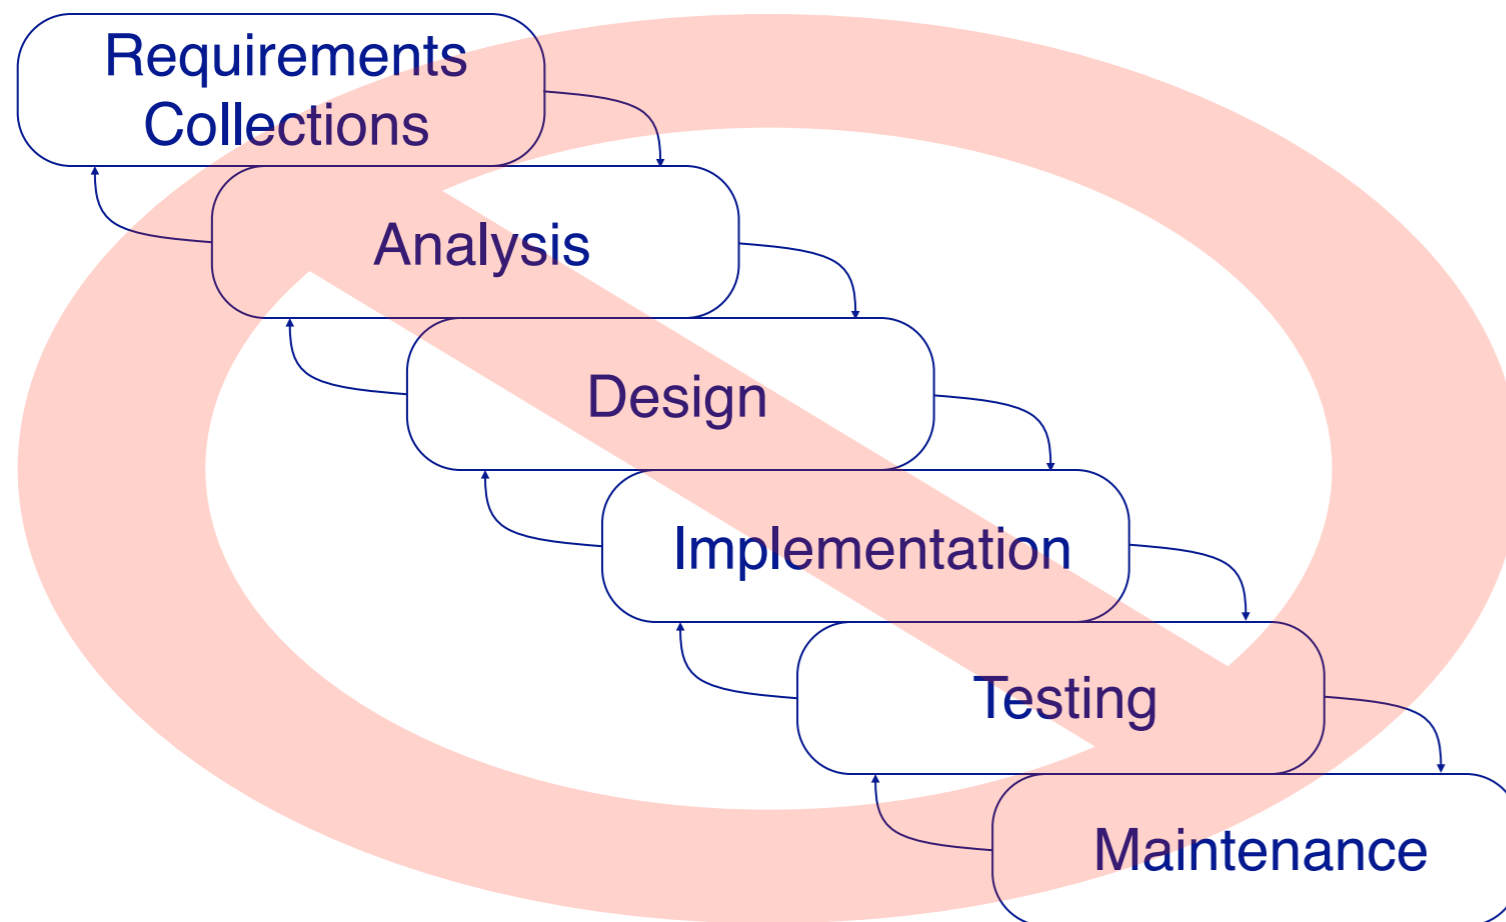 Requirements
Collections
Analysis
Design
Implementation
Testing
Maintenance